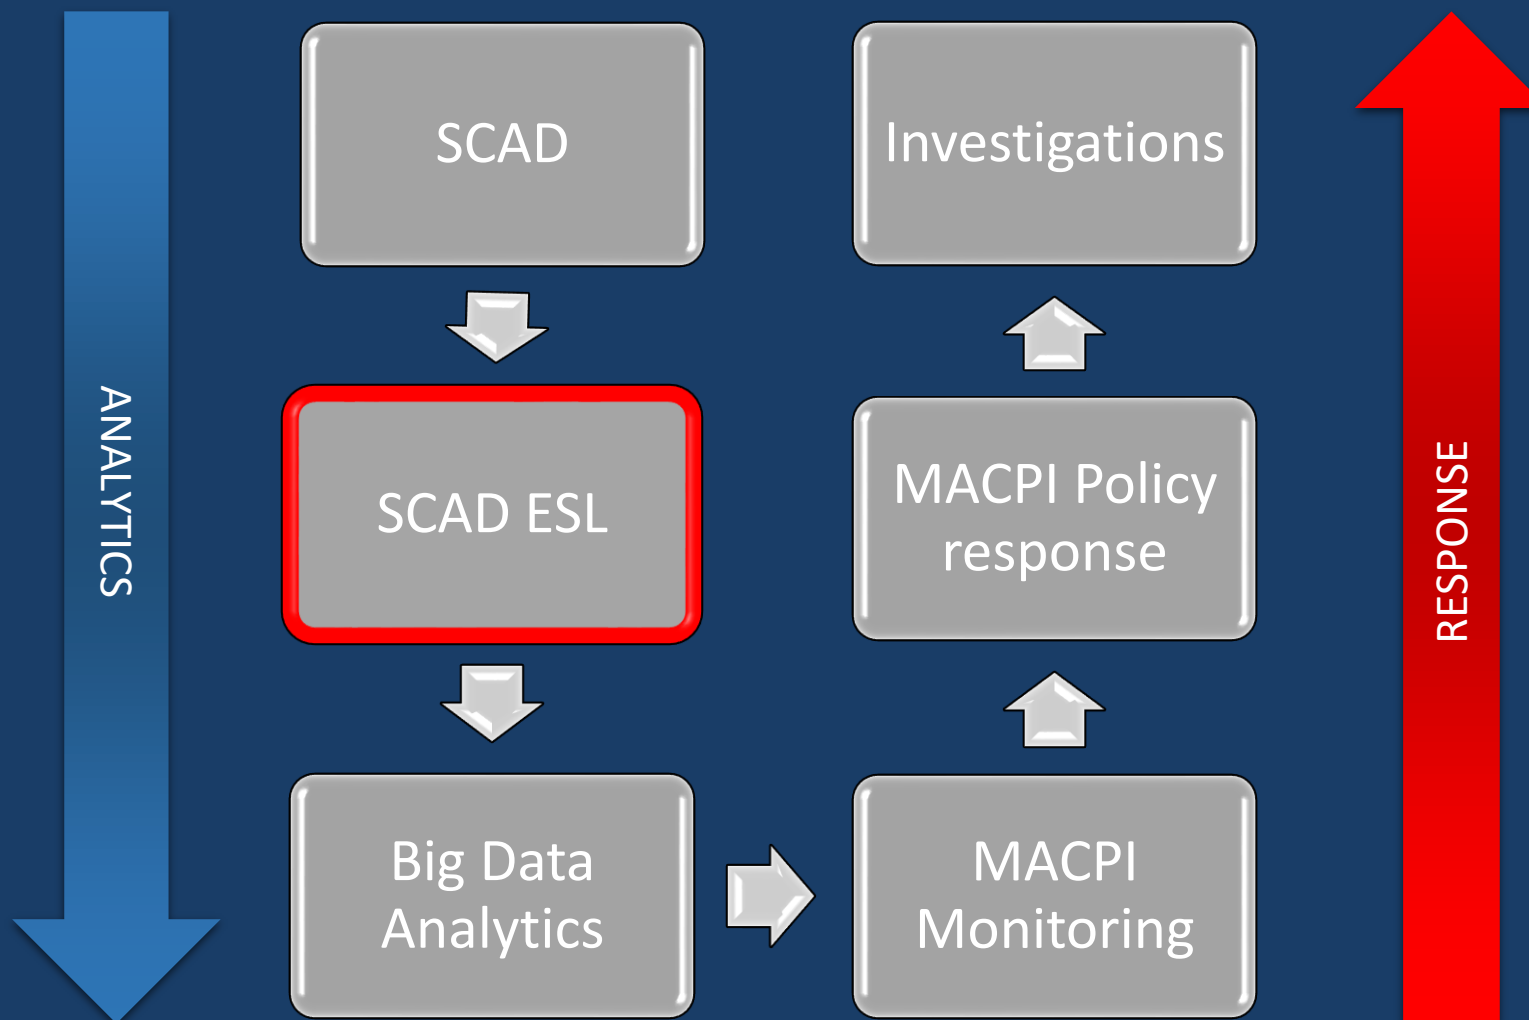 ANALYTICS
SCAD
SCAD ESL
Big Data
Analytics
MACPI
Monitoring
MACPI Policy
response
Investigations
RESPONSE